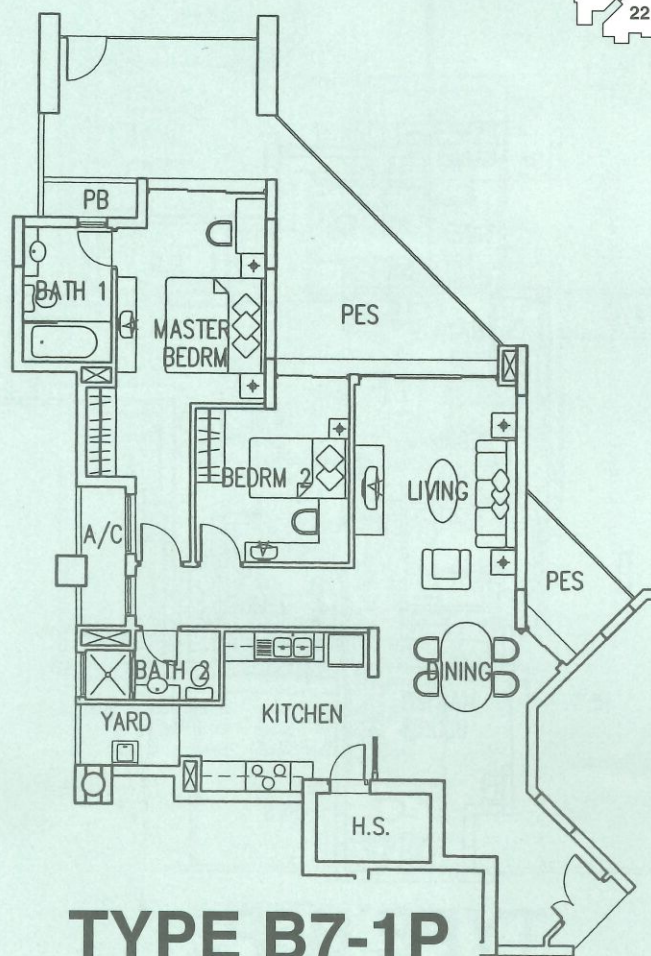 22
PB
BATH 1
MASTER
BEDRM
PES
BEDRM 2
LIVING
A/C
PES
BATH 2
DINING
YARD
KITCHEN
H.S.
TYPE B7-1P